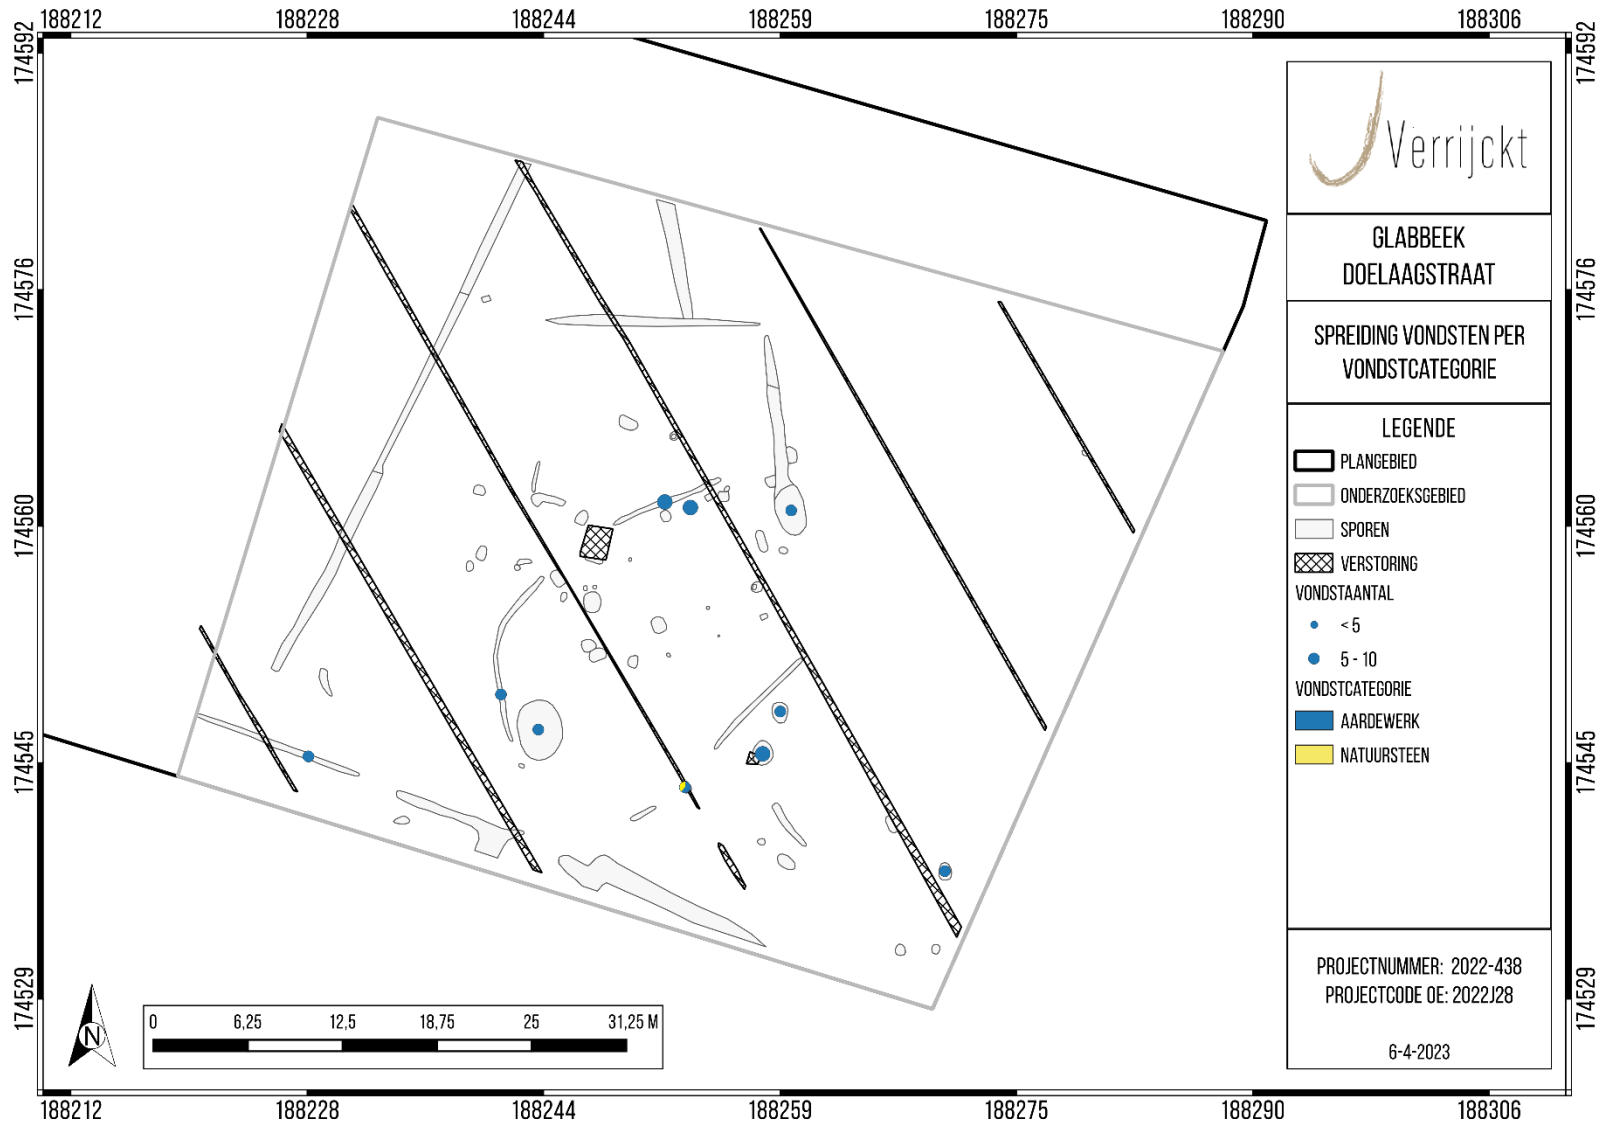 188212 188228 188244 188259 188275 188290 188306
174592
174576
174560
174545
174529
174592
174576
174560
174545
174529
Verrijckt
GLABBEEK
DOELAAGSTRAAT
SPREIDING VONDSTEN PER
VONDSTCATEGORIE
LEGENDE
PLANGEBIED
ONDERZOEKSGEBIED
SPOREN
VERSTORING
VONDSTAANTAL
< 5
5 - 10
VONDSTCATEGORIE
AARDEWERK
NATUURSTEEN
PROJECTNUMMER: 2022-438
PROJECTCODE OE: 2022J28
6-4-2023
N
0 6,25 12,5 18,75 25 31,25 M
188212 188228 188244 188259 188275 188290 188306